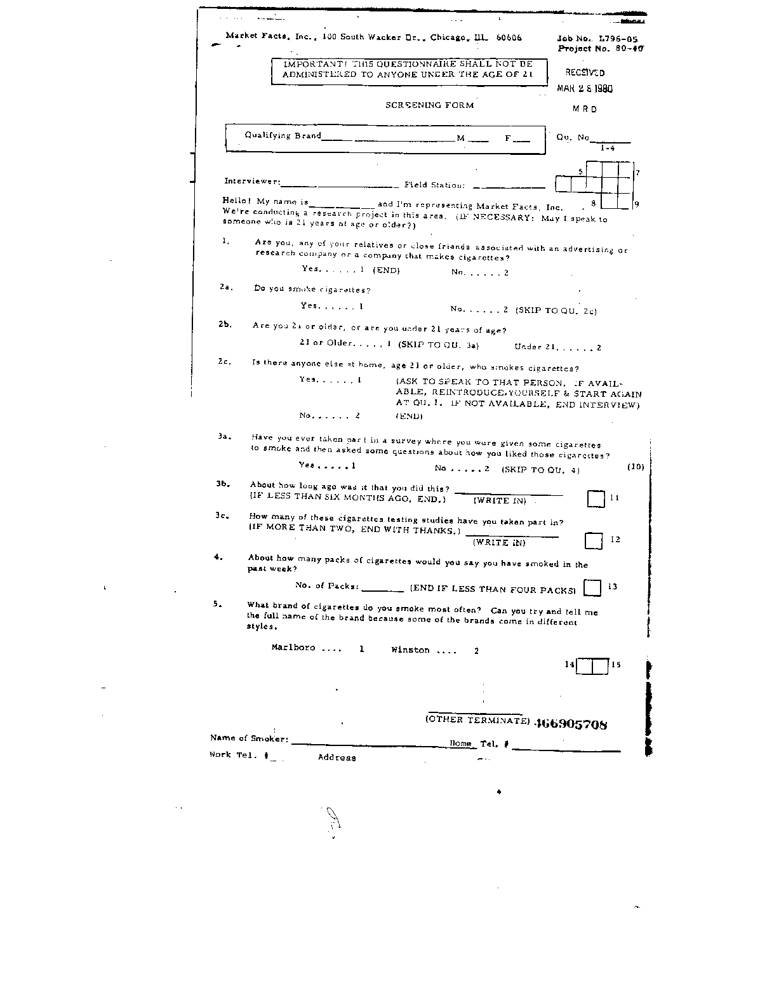 Market Facts, Inc., 100 South Wacker Dr., Chicago, Ill. 60606
Job No. L796-05
Project No. 80-40
IMPORTANT! THIS QUESTIONNAIRE SHALL NOT BE
ADMINISTERED TO ANYONE UNDER THE AGE OF 21
RECEIVED
MAR 28 1980
M R D
SCREENING FORM
Qualifying Brand M F
Qu. No
1-4
5 7
8 9
Interviewer: Field Station:
Hello! My name is and I'm representing Market Facts, Inc.
We're conducting a research project in this area. (IF NECESSARY: May I speak to
someone who is 21 years of age or older?)
1. Are you, any of your relatives or close friends associated with an advertising or
research company or a company that makes cigarettes?
Yes. . . . . . 1 (END) No. . . . . . 2
2a. Do you smoke cigarettes?
Yes. . . . . . 1 No. . . . . . 2 (SKIP TO QU. 2c)
2b. Are you 21 or older, or are you under 21 years of age?
21 or Older. . . . . 1 (SKIP TO QU. 3a) Under 21. . . . . . 2
2c. Is there anyone else at home, age 21 or older, who smokes cigarettes?
Yes. . . . . . 1 (ASK TO SPEAK TO THAT PERSON. IF AVAIL-
ABLE, REINTRODUCE YOURSELF & START AGAIN
AT QU. 1. IF NOT AVAILABLE, END INTERVIEW)
No. . . . . . 2 (END)
3a. Have you ever taken part in a survey where you were given some cigarettes
to smoke and then asked some questions about how you liked those cigarettes?
Yes . . . . . 1 No . . . . . 2 (SKIP TO QU. 4) (10)
3b. About how long ago was it that you did this?
(IF LESS THAN SIX MONTHS AGO, END.) (WRITE IN) 11
3c. How many of these cigarettes testing studies have you taken part in?
(IF MORE THAN TWO, END WITH THANKS.)
(WRITE IN) 12
4. About how many packs of cigarettes would you say you have smoked in the
past week?
No. of Packs: (END IF LESS THAN FOUR PACKS) 13
5. What brand of cigarettes do you smoke most often? Can you try and tell me
the full name of the brand because some of the brands come in different
styles.
Marlboro .... 1 Winston .... 2
14 15
(OTHER TERMINATE) 466905708
Name of Smoker: Home Tel. #
Work Tel. # Address